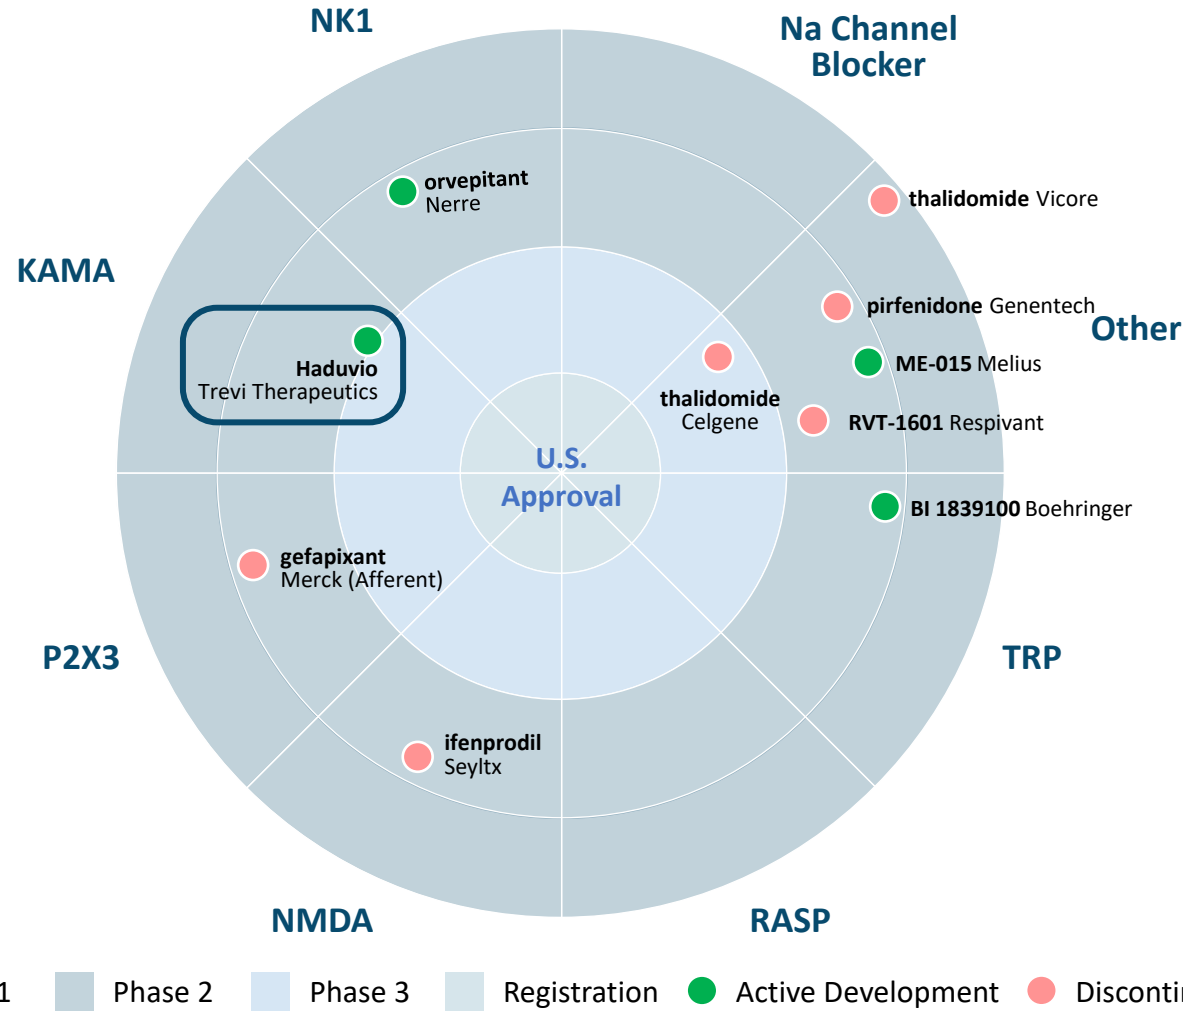 NK1
Na Channel
Blocker
orvepitant
Nerre
thalidomide Vicore
KAMA
pirfenidone Genentech
Other
Haduvio
Trevi Therapeutics
ME-015 Melius
thalidomide
Celgene
RVT-1601 Respivant
U.S.
Approval
BI 1839100 Boehringer
gefapixant
Merck (Afferent)
P2X3
TRP
ifenprodil
Seyltx
NMDA
RASP
1 Phase 2 Phase 3 Registration Active Development Discontin